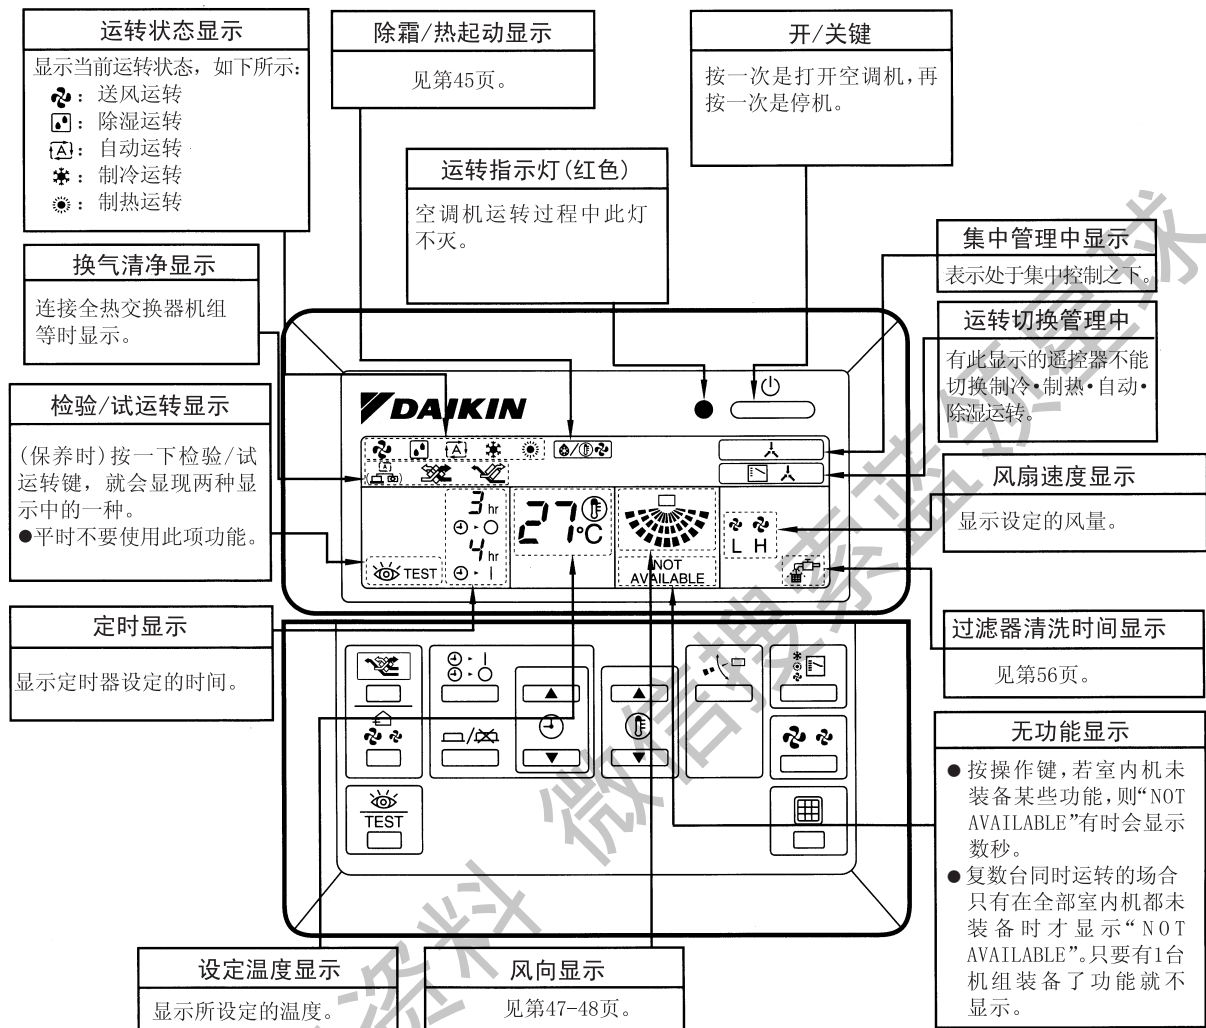 运转状态显示
显示当前运转状态，如下所示：
：送风运转
：除湿运转
A：自动运转
：制冷运转
：制热运转
除霜/热起动显示
见第45页。
开/关键
按一次是打开空调机，再
按一次是停机。
运转指示灯(红色)
空调机运转过程中此灯
不灭。
换气清净显示
连接全热交换器机组
等时显示。
集中管理中显示
表示处于集中控制之下。
运转切换管理中
有此显示的遥控器不能
切换制冷•制热•自动•
除湿运转。
检验/试运转显示
(保养时)按一下检验/试
运转键，就会显现两种显
示中的一种。
●平时不要使用此项功能。
风扇速度显示
显示设定的风量。
DAIKIN
A
A
3 hr
4 hr
27°C
L H
TEST
NOT
AVAILABLE
定时显示
显示定时器设定的时间。
过滤器清洗时间显示
见第56页。
TEST
无功能显示
●按操作键，若室内机未
装备某些功能，则“NOT
AVAILABLE”有时会显示
数秒。
●复数台同时运转的场合
只有在全部室内机都未
装备时才显示“NOT
AVAILABLE”。只要有1台
机组装备了功能就不
显示。
设定温度显示
显示所设定的温度。
风向显示
见第47-48页。
资料 微信搜索蓝领星球